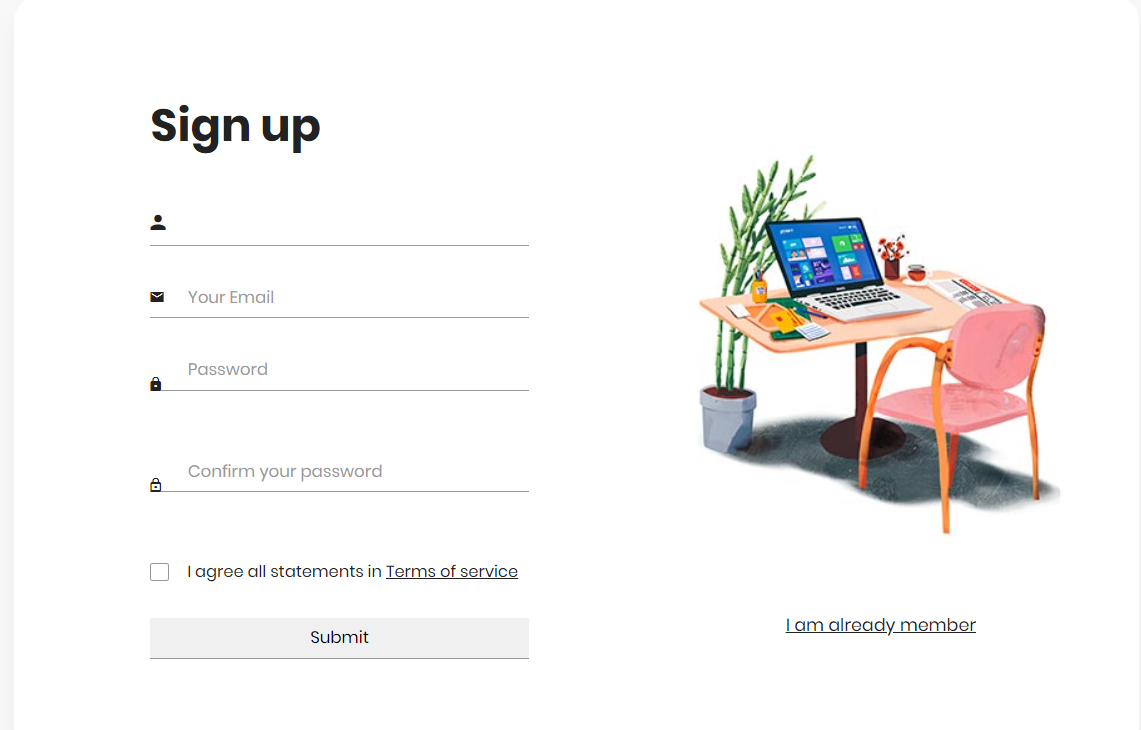 Sign up
Your Email
Password
Confirm your password
I agree all statements in Terms of service
Submit
I am already member